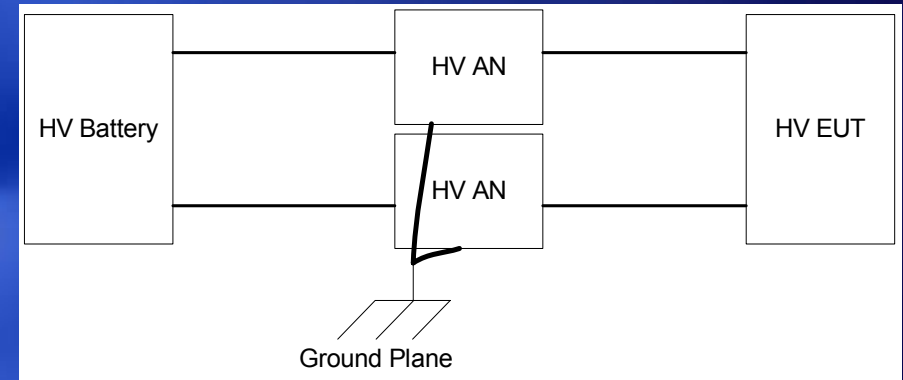 HV AN
HV Battery
HV EUT
HV AN
Ground Plane